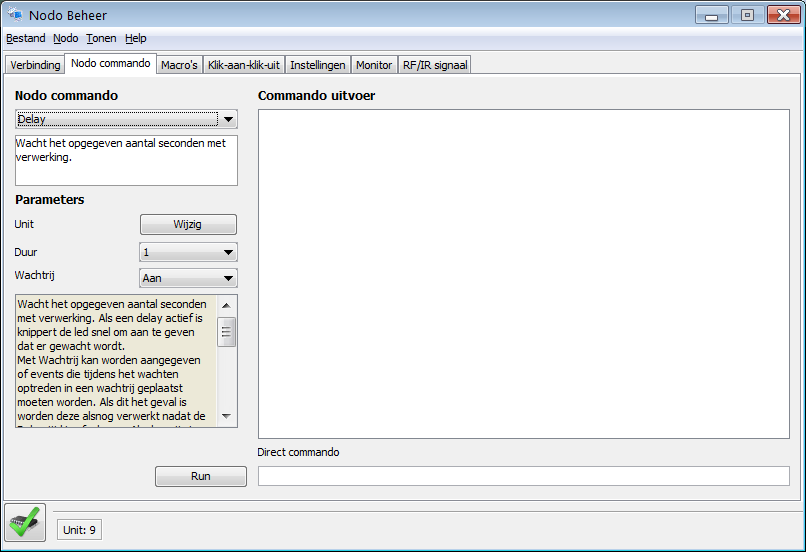 Nodo Beheer
Bestand Nodo Tonen Help
Verbinding Nodo commando Macro's Klik-aan-klik-uit Instellingen Monitor RF/IR signaal
Nodo commando
Delay
Wacht het opgegeven aantal seconden met
verwerking.
Parameters
Unit Wijzig
Duur 1
Wachtrij Aan
Wacht het opgegeven aantal seconden
met verwerking. Als een delay actief is
knippert de led snel om aan te geven
dat er gewacht wordt.
Met Wachtrij kan worden aangegeven
of events die tijdens het wachten
optreden in een wachtrij geplaatst
moeten worden. Als dit het geval is
worden deze alsnog verwerkt nadat de
Run
Commando uitvoer
Direct commando
Unit: 9